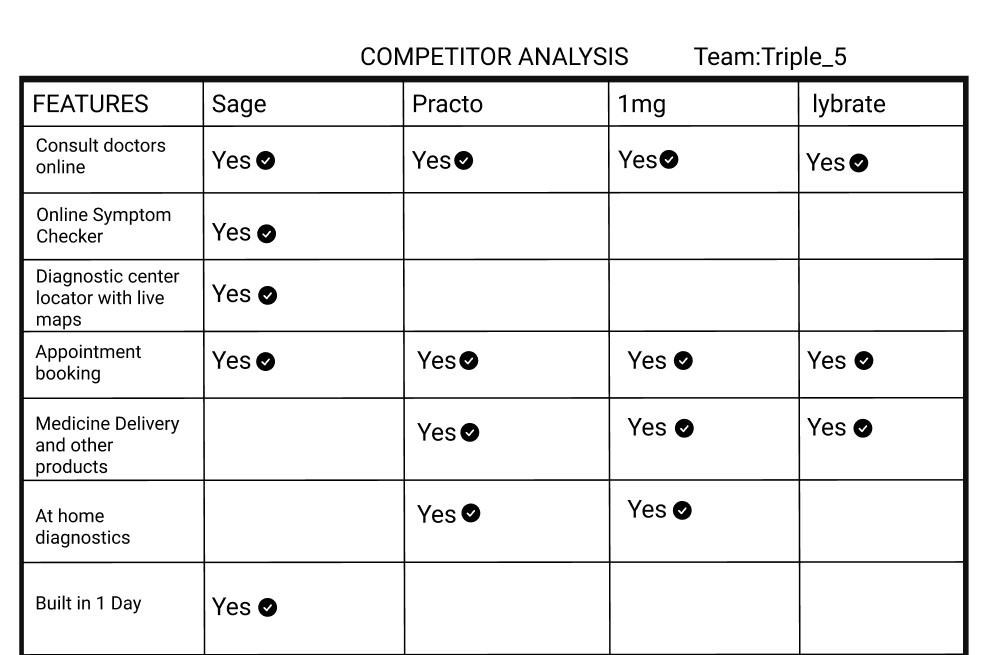 COMPETITOR ANALYSIS Team:Triple_5
FEATURES Sage Practo 1mg lybrate
Consult doctors
online
Yes Yes Yes Yes
Online Symptom
Checker
Yes
Diagnostic center
locator with live
maps
Yes
Appointment
booking
Yes Yes Yes Yes
Medicine Delivery
and other
products
Yes Yes Yes
At home
diagnostics
Yes Yes
Built in 1 Day Yes